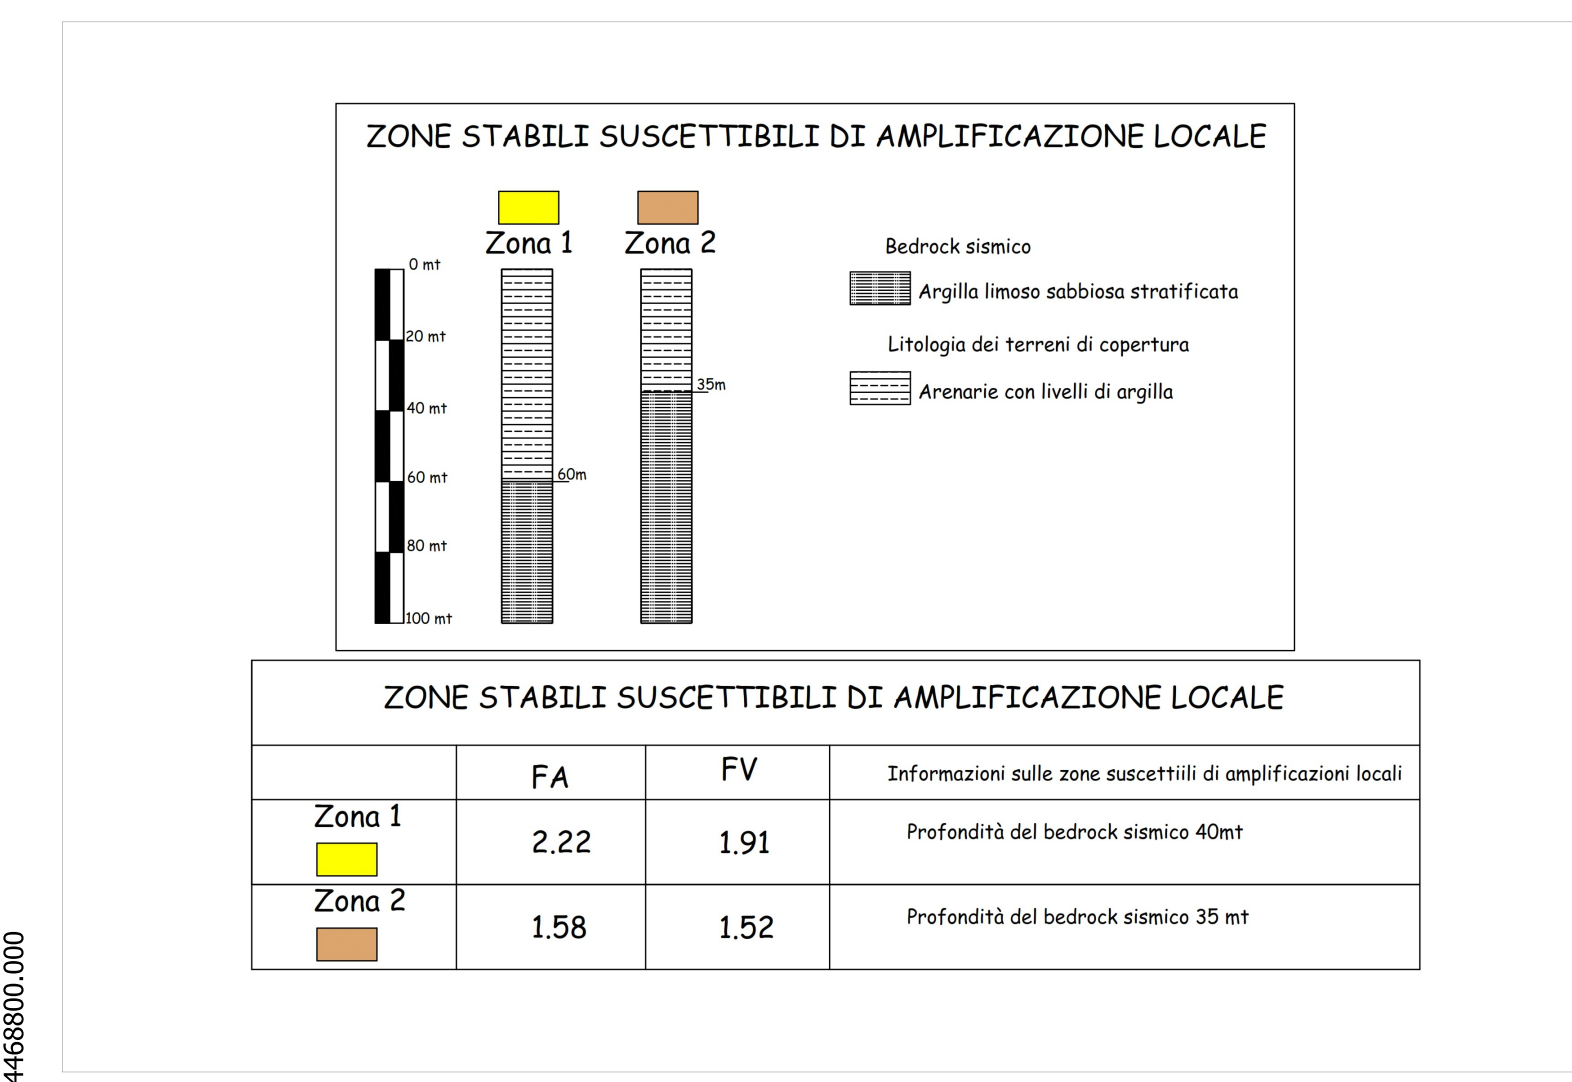 ZONE STABILI SUSCETTIBILI DI AMPLIFICAZIONE LOCALE
Zona 1
Zona 2
0 mt
20 mt
40 mt
60 mt
80 mt
100 mt
60m
35m
Bedrock sismico
Argilla limoso sabbiosa stratificata
Litologia dei terreni di copertura
Arenarie con livelli di argilla
ZONE STABILI SUSCETTIBILI DI AMPLIFICAZIONE LOCALE
FA
FV
Informazioni sulle zone suscettiili di amplificazioni locali
Zona 1
2.22
1.91
Profondità del bedrock sismico 40mt
Zona 2
1.58
1.52
Profondità del bedrock sismico 35 mt
4468800.000